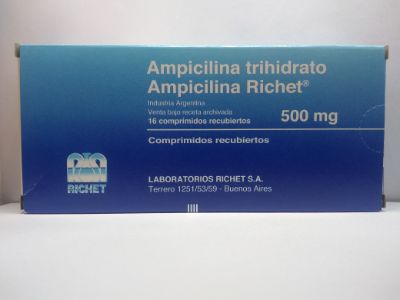 Ampicilina trihidrato
Ampicilina Richet®
Industria Argentina
Venta bajo receta archivada
16 comprimidos recubiertos 500 mg
Comprimidos recubiertos
RICHET
LABORATORIOS RICHET S.A.
Terrero 1251/53/59 - Buenos Aires